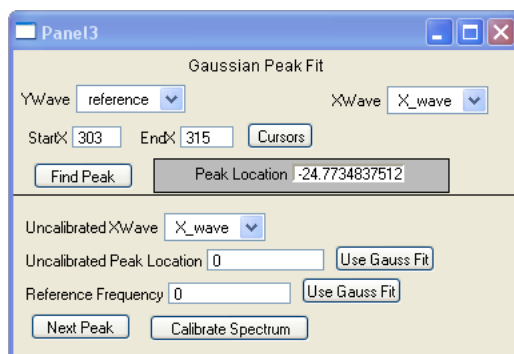 Panel3
Gaussian Peak Fit
YWave reference XWave X_wave
StartX 303 EndX 315 Cursors
Find Peak Peak Location -24.7734837512
Uncalibrated XWave X_wave
Uncalibrated Peak Location 0 Use Gauss Fit
Reference Frequency 0 Use Gauss Fit
Next Peak Calibrate Spectrum